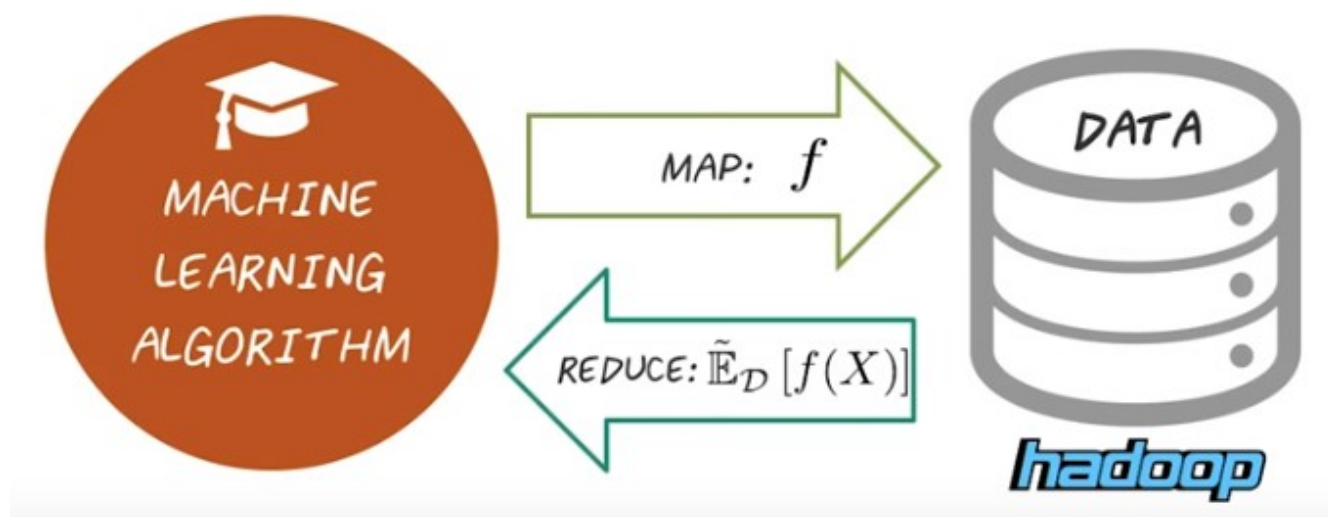 MACHINE
LEARNING
ALGORITHM
MAP: f
REDUCE: 𝔼̃_𝒟 [f(X)]
DATA
hadoop